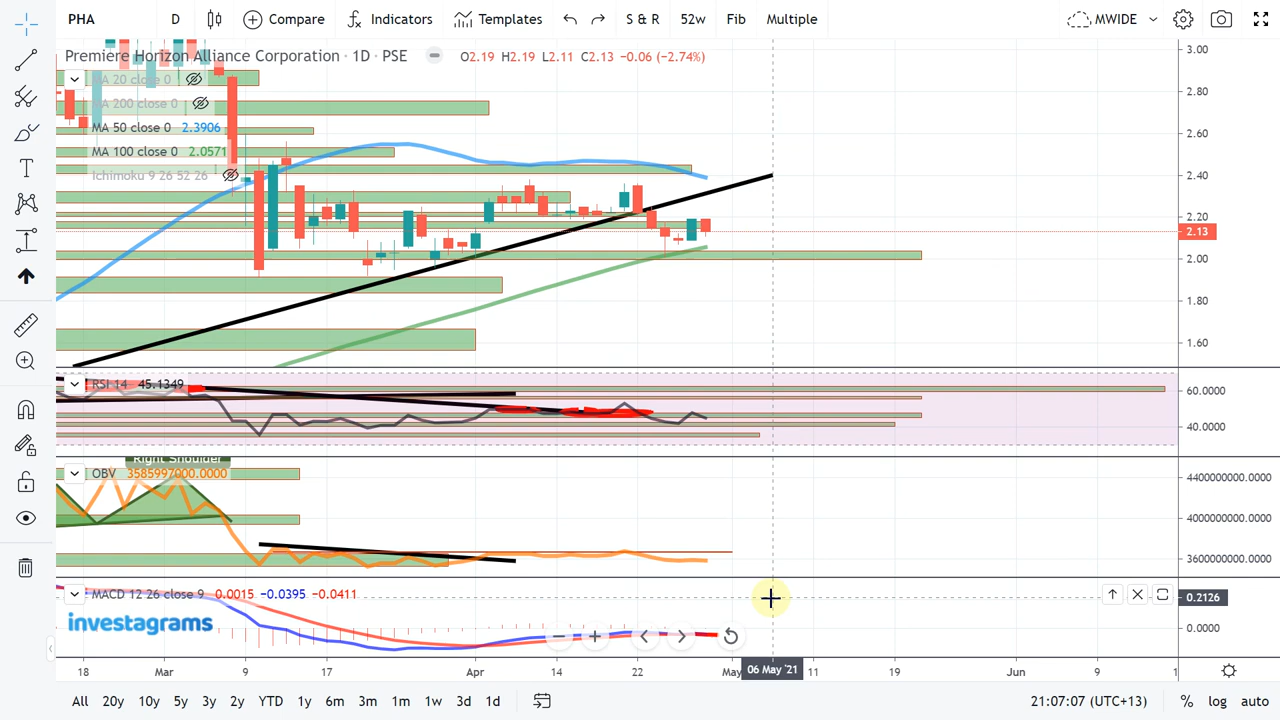 PHA D Compare Indicators Templates S & R 52w Fib Multiple MWIDE
Premiere Horizon Alliance Corporation · 1D · PSE O2.19 H2.19 L2.11 C2.13 −0.06 (−2.74%)
MA 20 close 0
MA 200 close 0
MA 50 close 0 2.3906
MA 100 close 0 2.0571
Ichimoku 9 26 52 26
3.00
2.80
2.60
2.40
2.20
2.13
2.00
1.80
1.60
RSI 14 45.1349
60.0000
40.0000
Right Shoulder
OBV 3585997000.0000
4400000000.0000
4000000000.0000
3600000000.0000
MACD 12 26 close 9 0.0015 −0.0395 −0.0411
0.2126
0.0000
investagrams
18 Mar 9 17 Apr 14 22 May 06 May '21 11 19 Jun 9 1
All 20y 10y 5y 3y 2y YTD 1y 6m 3m 1m 1w 3d 1d 21:07:07 (UTC+13) % log auto